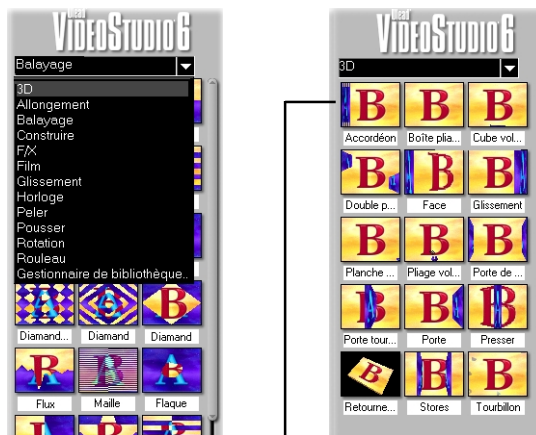 Ulead
VIDEOSTUDIO 6
Balayage
3D
Allongement
Balayage
Construire
F/X
Film
Glissement
Horloge
Peler
Pousser
Rotation
Rouleau
Gestionnaire de bibliothèque..
A A B
Diamand... Diamand Diamand
B B A
Flux Maille Flaque
Ulead
VIDEOSTUDIO 6
3D
B B B
Accordéon Boîte plia... Cube vol...
B B B
Double p... Face Glissement
B B B
Planche ... Pliage vol... Porte de ...
B B B
Porte tour... Porte Presser
B B B
Retourne... Stores Tourbillon